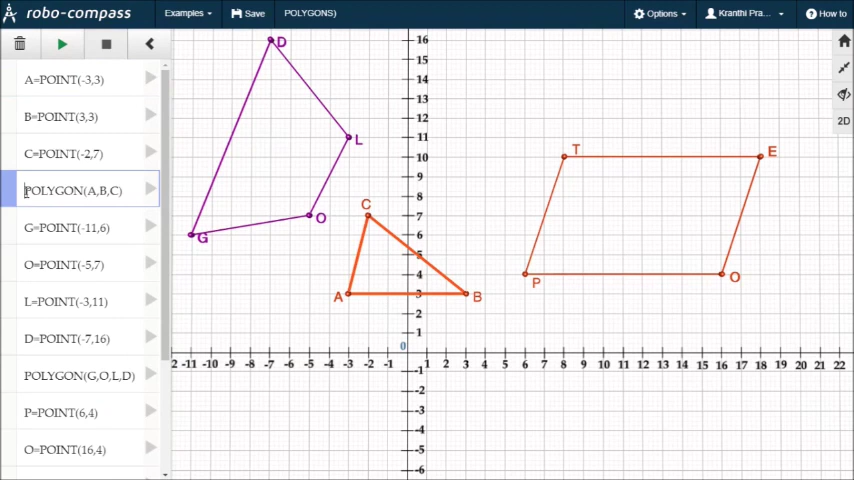 robo-compass
Examples
Save
POLYGONS)
Options
Kranthi Pra...
How to
A=POINT(-3,3)
B=POINT(3,3)
C=POINT(-2,7)
POLYGON(A,B,C)
G=POINT(-11,6)
O=POINT(-5,7)
L=POINT(-3,11)
D=POINT(-7,16)
POLYGON(G,O,L,D)
P=POINT(6,4)
O=POINT(16,4)
2D
D
L
O
G
C
A
B
T
E
P
O
16
15
14
13
12
11
10
9
8
7
6
5
4
3
2
1
0
2 -11 -10 -9 -8 -7 -6 -5 -4 -3 -2 -1 1 2 3 4 5 6 7 8 9 10 11 12 13 14 15 16 17 18 19 20 21 22
-1
-2
-3
-4
-5
-6